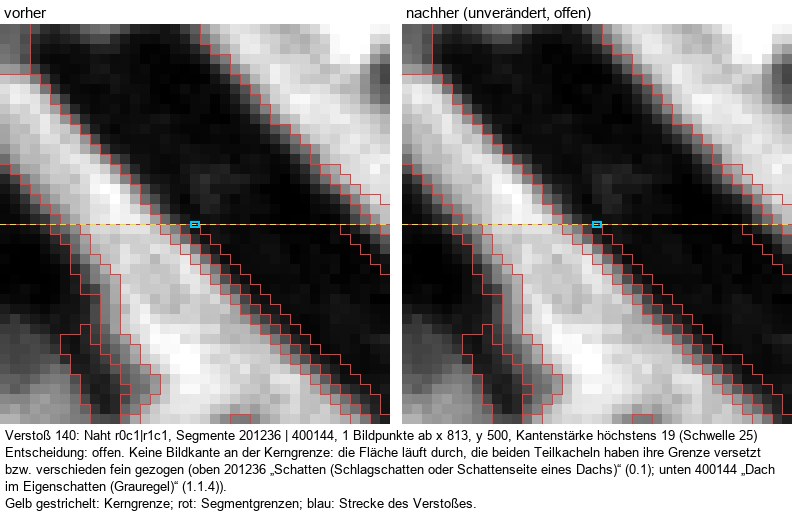 vorher
nachher (unverändert, offen)
Verstoß 140: Naht r0c1|r1c1, Segmente 201236 | 400144, 1 Bildpunkte ab x 813, y 500, Kantenstärke höchstens 19 (Schwelle 25)
Entscheidung: offen. Keine Bildkante an der Kerngrenze: die Fläche läuft durch, die beiden Teilkacheln haben ihre Grenze versetzt
bzw. verschieden fein gezogen (oben 201236 „Schatten (Schlagschatten oder Schattenseite eines Dachs)“ (0.1); unten 400144 „Dach
im Eigenschatten (Grauregel)“ (1.1.4)).
Gelb gestrichelt: Kerngrenze; rot: Segmentgrenzen; blau: Strecke des Verstoßes.